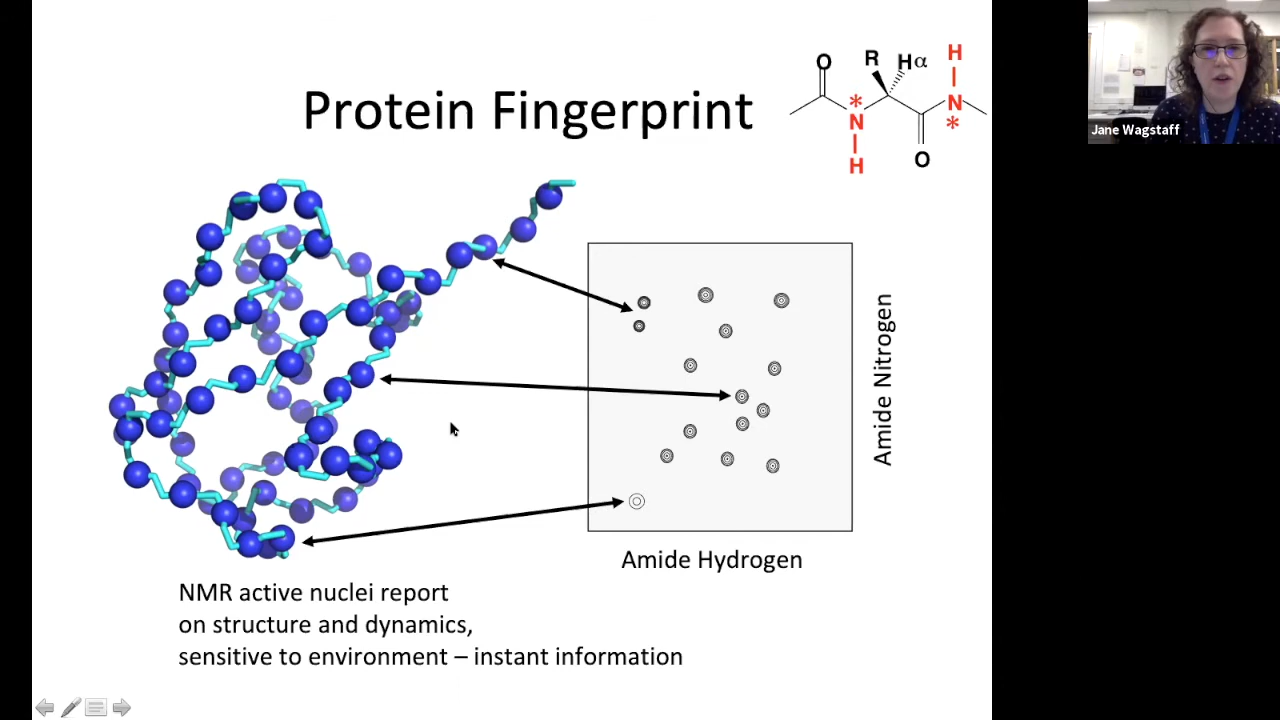 Protein Fingerprint
O
R
Hα
H
*
N
N
*
H
O
Jane Wagstaff
Amide Nitrogen
Amide Hydrogen
NMR active nuclei report
on structure and dynamics,
sensitive to environment – instant information